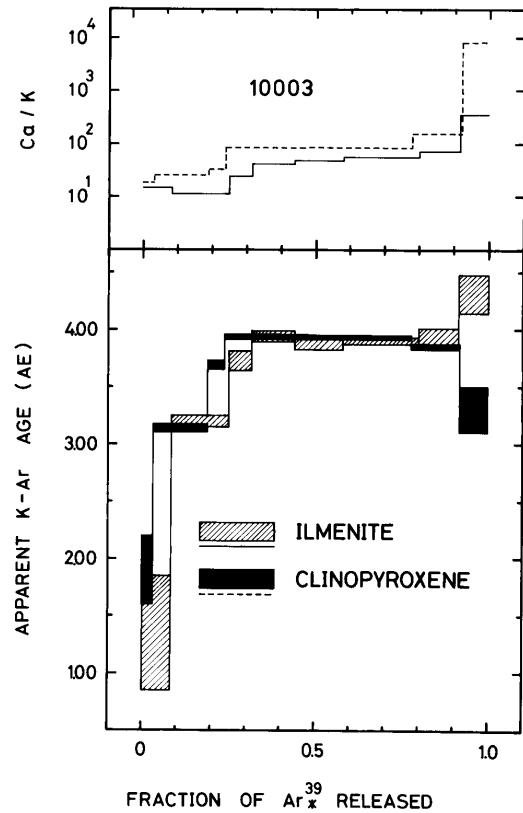 10⁴
10³
10²
10¹
Ca / K
10003
4.00
3.00
2.00
1.00
APPARENT K-Ar AGE (AE)
ILMENITE
CLINOPYROXENE
0 0.5 1.0
FRACTION OF Ar³⁹* RELEASED